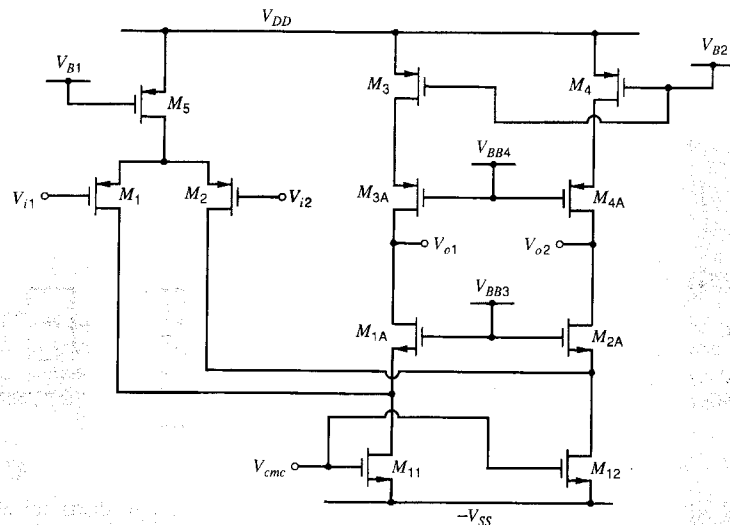 V_DD
V_B1
V_B2
M_5
M_3
M_4
V_BB4
V_i1
M_1
M_2
V_i2
M_3A
M_4A
V_o1
V_o2
V_BB3
M_1A
M_2A
V_cmc
M_11
M_12
-V_SS